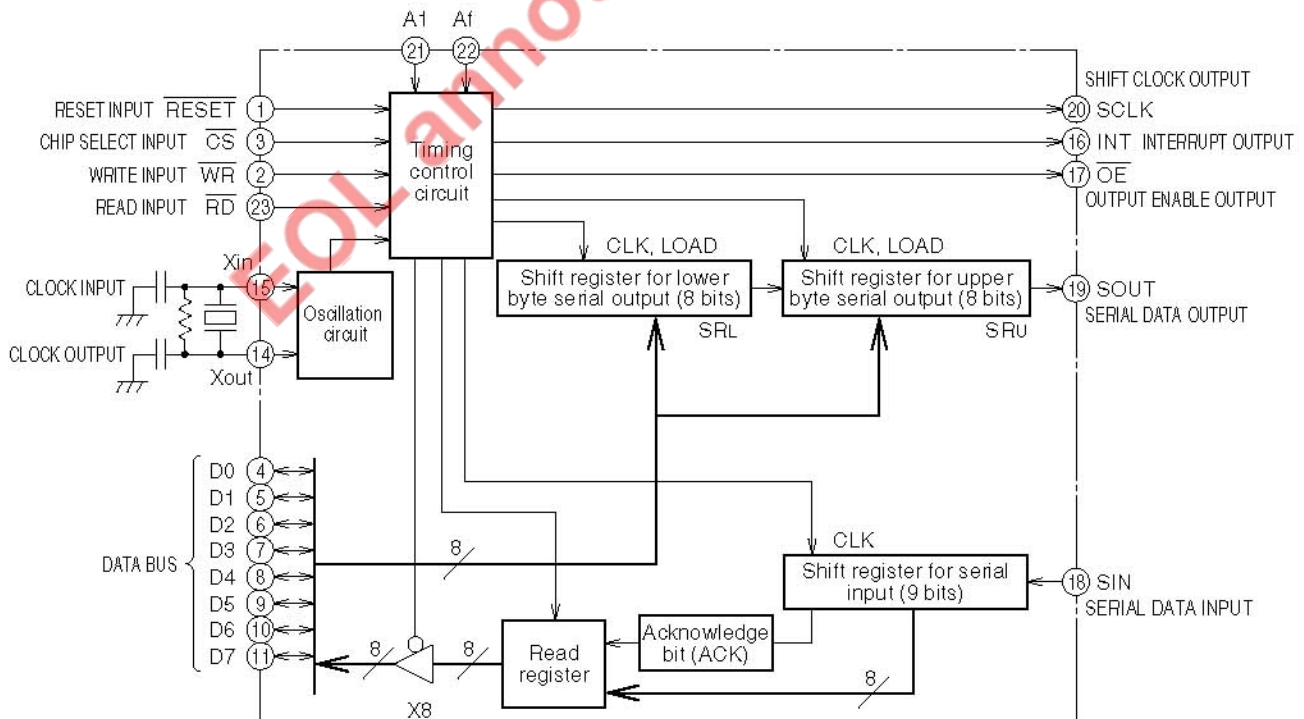 A1 Af
21 22
EOL anno
SHIFT CLOCK OUTPUT
RESET INPUT RESET 1
20 SCLK
CHIP SELECT INPUT CS 3
16 INT INTERRUPT OUTPUT
WRITE INPUT WR 2
17 OE
READ INPUT RD 23
OUTPUT ENABLE OUTPUT
Timing
control
circuit
CLK, LOAD
CLK, LOAD
Xin
CLOCK INPUT
15
Oscillation
circuit
CLOCK OUTPUT
14
Xout
Shift register for lower
byte serial output (8 bits)
SRL
Shift register for upper
byte serial output (8 bits)
SRU
19 SOUT
SERIAL DATA OUTPUT
DATA BUS
D0 4
D1 5
D2 6
D3 7
D4 8
D5 9
D6 10
D7 11
8
CLK
Shift register for serial
input (9 bits)
18 SIN
SERIAL DATA INPUT
Acknowledge
bit (ACK)
Read
register
8
8
8
X8